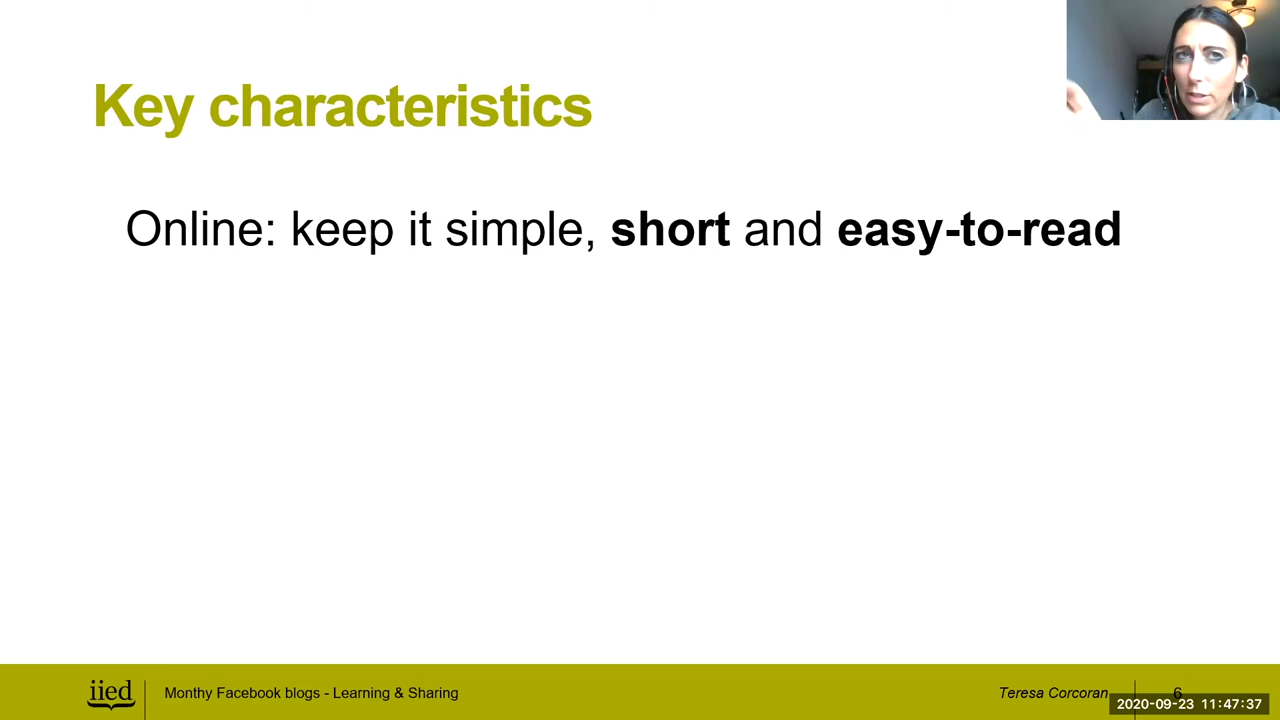 Key characteristics
Online: keep it simple, short and easy-to-read
iied
Monthy Facebook blogs - Learning & Sharing
Teresa Corcoran
6
2020-09-23 11:47:37